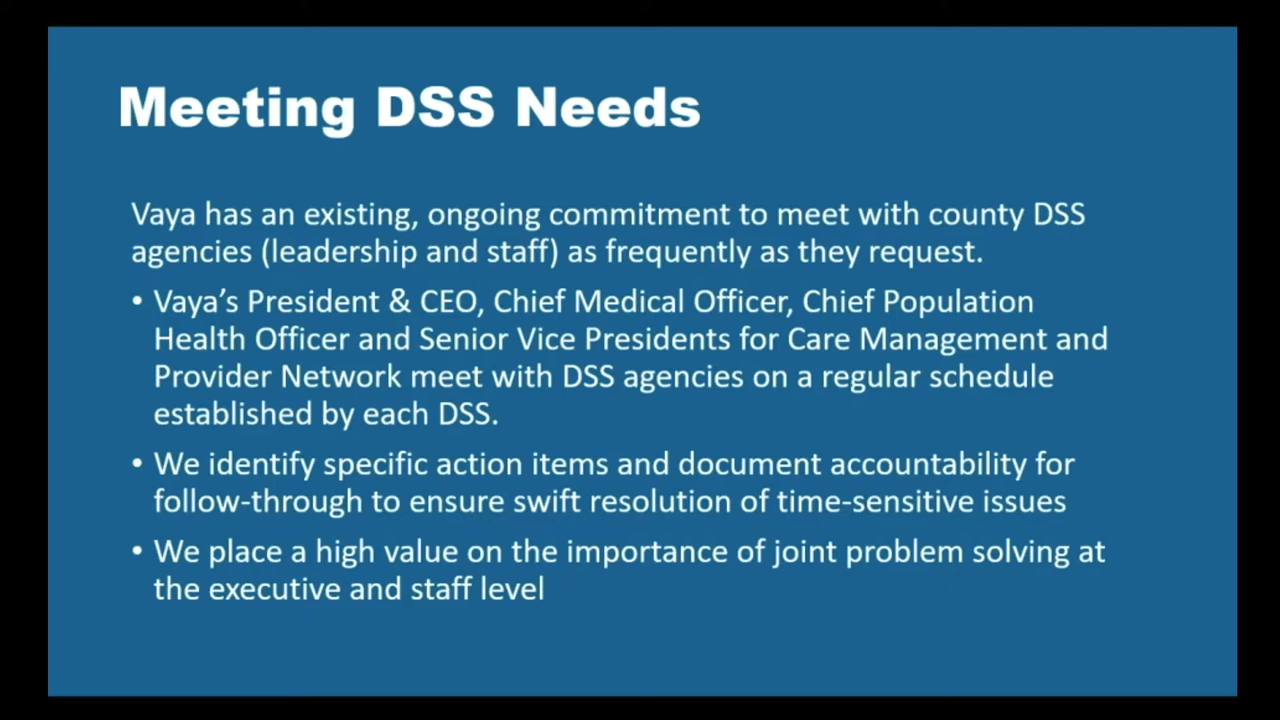 Meeting DSS Needs
Vaya has an existing, ongoing commitment to meet with county DSS
agencies (leadership and staff) as frequently as they request.
• Vaya’s President & CEO, Chief Medical Officer, Chief Population
Health Officer and Senior Vice Presidents for Care Management and
Provider Network meet with DSS agencies on a regular schedule
established by each DSS.
• We identify specific action items and document accountability for
follow-through to ensure swift resolution of time-sensitive issues
• We place a high value on the importance of joint problem solving at
the executive and staff level